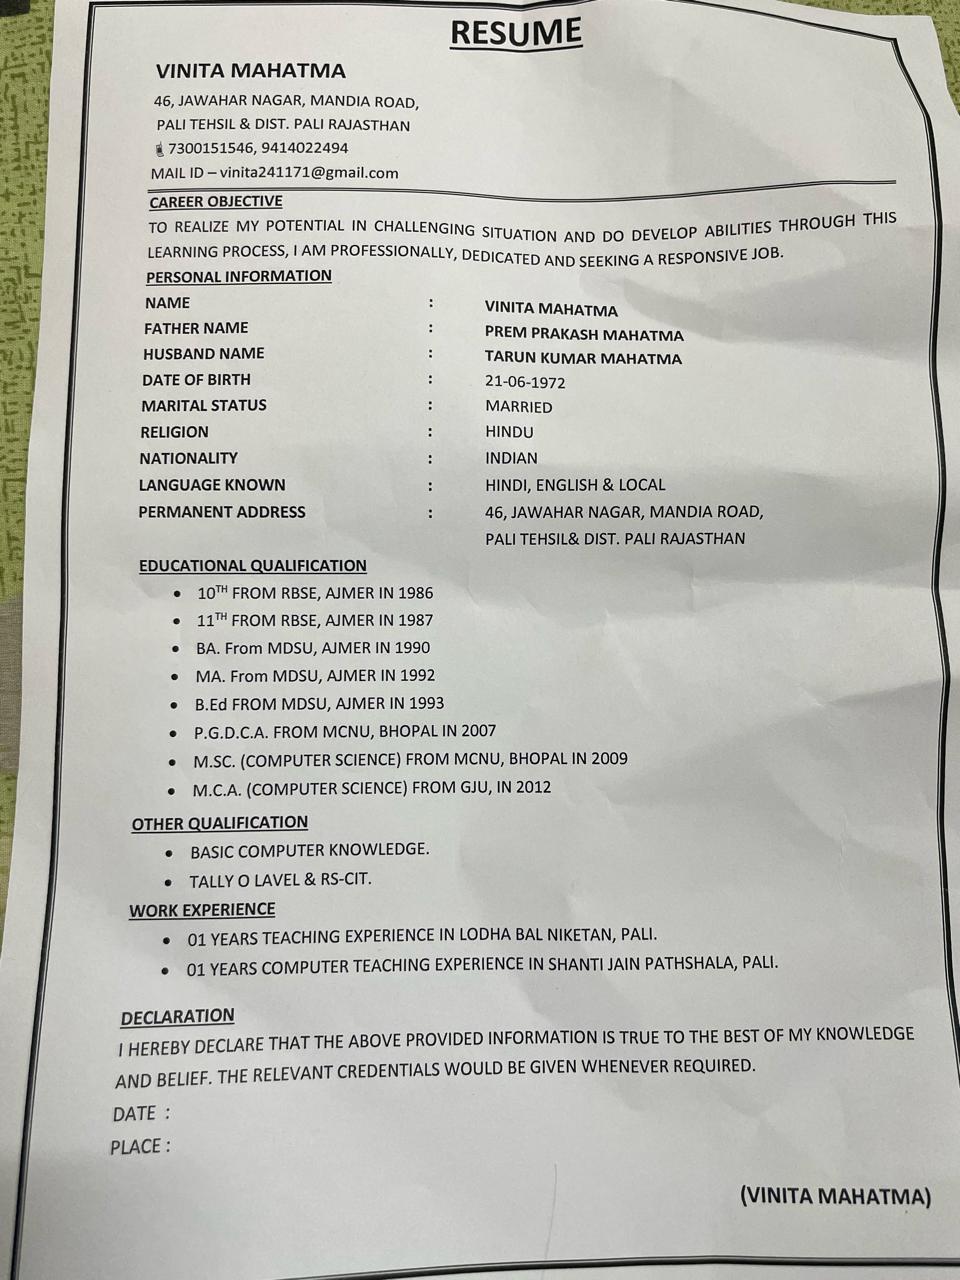 RESUME
VINITA MAHATMA
46, JAWAHAR NAGAR, MANDIA ROAD,
PALI TEHSIL & DIST. PALI RAJASTHAN
7300151546, 9414022494
MAIL ID – vinita241171@gmail.com
CAREER OBJECTIVE
TO REALIZE MY POTENTIAL IN CHALLENGING SITUATION AND DO DEVELOP ABILITIES THROUGH THIS
LEARNING PROCESS, I AM PROFESSIONALLY, DEDICATED AND SEEKING A RESPONSIVE JOB.
PERSONAL INFORMATION
NAME : VINITA MAHATMA
FATHER NAME : PREM PRAKASH MAHATMA
HUSBAND NAME : TARUN KUMAR MAHATMA
DATE OF BIRTH : 21-06-1972
MARITAL STATUS : MARRIED
RELIGION : HINDU
NATIONALITY : INDIAN
LANGUAGE KNOWN : HINDI, ENGLISH & LOCAL
PERMANENT ADDRESS : 46, JAWAHAR NAGAR, MANDIA ROAD,
PALI TEHSIL& DIST. PALI RAJASTHAN
EDUCATIONAL QUALIFICATION
• 10TH FROM RBSE, AJMER IN 1986
• 11TH FROM RBSE, AJMER IN 1987
• BA. From MDSU, AJMER IN 1990
• MA. From MDSU, AJMER IN 1992
• B.Ed FROM MDSU, AJMER IN 1993
• P.G.D.C.A. FROM MCNU, BHOPAL IN 2007
• M.SC. (COMPUTER SCIENCE) FROM MCNU, BHOPAL IN 2009
• M.C.A. (COMPUTER SCIENCE) FROM GJU, IN 2012
OTHER QUALIFICATION
• BASIC COMPUTER KNOWLEDGE.
• TALLY O LAVEL & RS-CIT.
WORK EXPERIENCE
• 01 YEARS TEACHING EXPERIENCE IN LODHA BAL NIKETAN, PALI.
• 01 YEARS COMPUTER TEACHING EXPERIENCE IN SHANTI JAIN PATHSHALA, PALI.
DECLARATION
I HEREBY DECLARE THAT THE ABOVE PROVIDED INFORMATION IS TRUE TO THE BEST OF MY KNOWLEDGE
AND BELIEF. THE RELEVANT CREDENTIALS WOULD BE GIVEN WHENEVER REQUIRED.
DATE :
PLACE :
(VINITA MAHATMA)